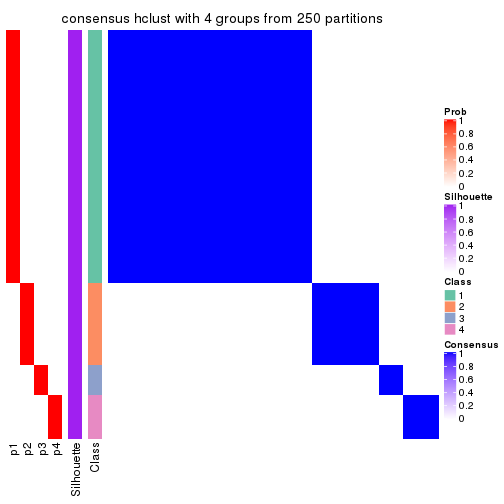 consensus hclust with 4 groups from 250 partitions
Prob
1
0.8
0.6
0.4
0.2
0
Silhouette
1
0.8
0.6
0.4
0.2
0
Class
1
2
3
4
Consensus
1
0.8
0.6
0.4
0.2
0
p1
p2
p3
p4
Silhouette
Class